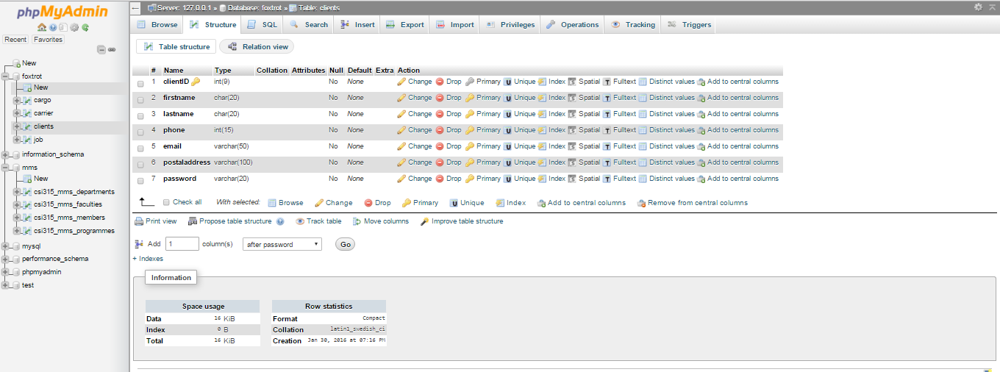 phpMyAdmin
Recent Favorites
New
foxtrot
New
cargo
carrier
clients
job
information_schema
mms
New
csi315_mms_departments
csi315_mms_faculties
csi315_mms_members
csi315_mms_programmes
mysql
performance_schema
phpmyadmin
test
Server: 127.0.0.1 » Database: foxtrot » Table: clients
Browse Structure SQL Search Insert Export Import Privileges Operations Tracking Triggers
Table structure Relation view
# Name Type Collation Attributes Null Default Extra Action
1 clientID int(9) No None Change Drop Primary Unique Index Spatial Fulltext Distinct values Add to central columns
2 firstname char(20) No None Change Drop Primary Unique Index Spatial Fulltext Distinct values Add to central columns
3 lastname char(20) No None Change Drop Primary Unique Index Spatial Fulltext Distinct values Add to central columns
4 phone int(15) No None Change Drop Primary Unique Index Spatial Fulltext Distinct values Add to central columns
5 email varchar(50) No None Change Drop Primary Unique Index Spatial Fulltext Distinct values Add to central columns
6 postaladdress varchar(100) No None Change Drop Primary Unique Index Spatial Fulltext Distinct values Add to central columns
7 password varchar(20) No None Change Drop Primary Unique Index Spatial Fulltext Distinct values Add to central columns
Check all With selected: Browse Change Drop Primary Unique Index Add to central columns Remove from central columns
Print view Propose table structure Track table Move columns Improve table structure
Add 1 column(s) after password Go
+ Indexes
Information
Space usage
Data 16 KiB
Index 0 B
Total 16 KiB
Row statistics
Format Compact
Collation latin1_swedish_ci
Creation Jan 30, 2016 at 07:16 PM